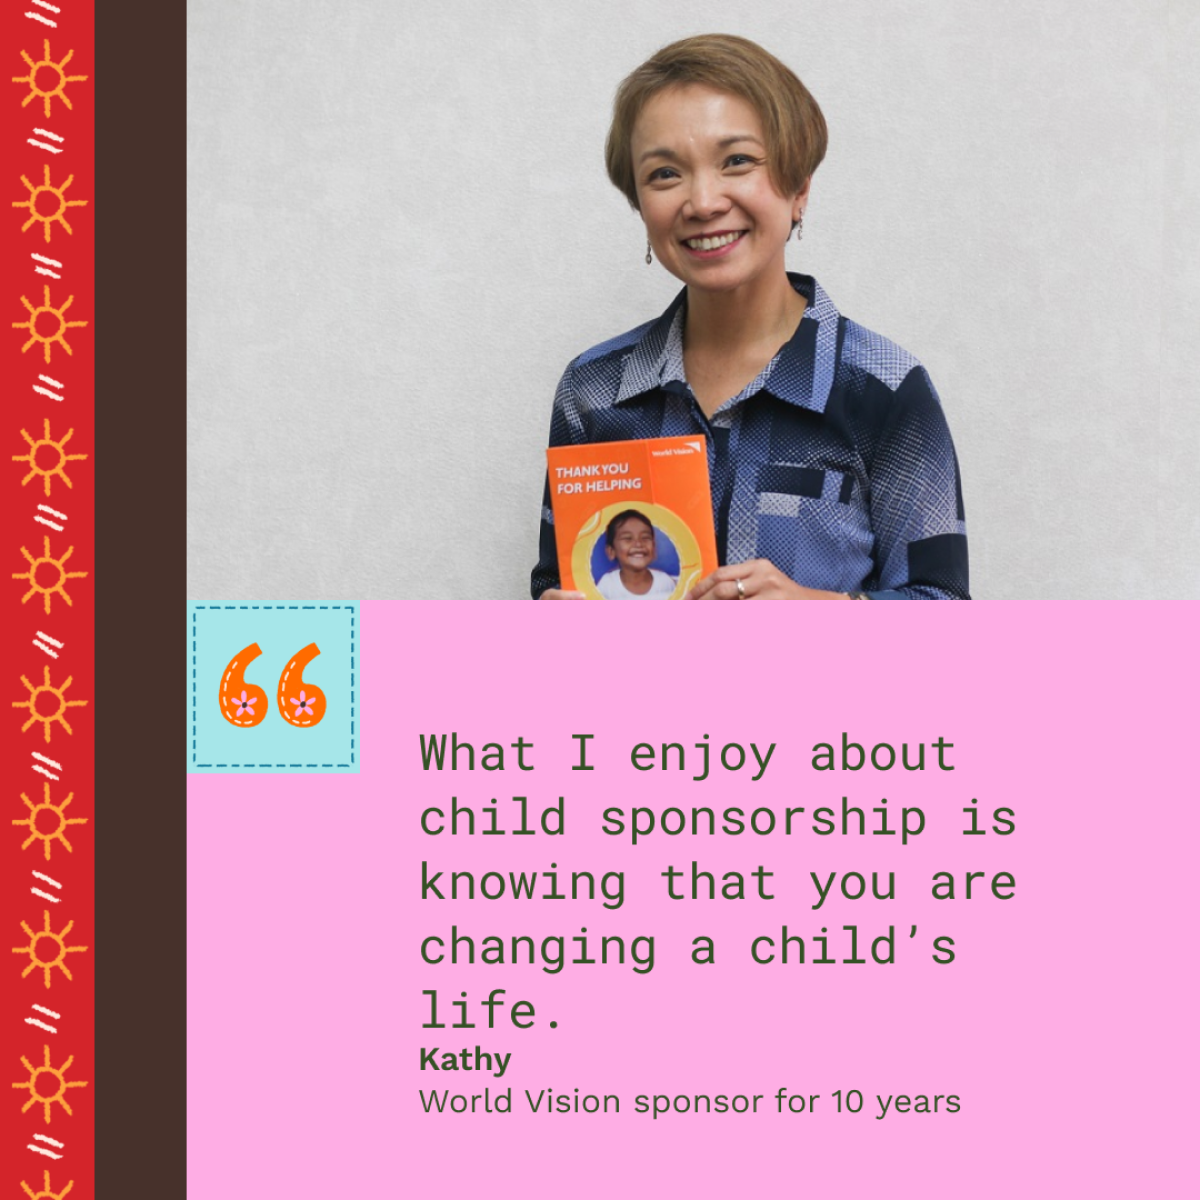 World Vision
THANK YOU
FOR HELPING
“
What I enjoy about
child sponsorship is
knowing that you are
changing a child’s
life.
Kathy
World Vision sponsor for 10 years